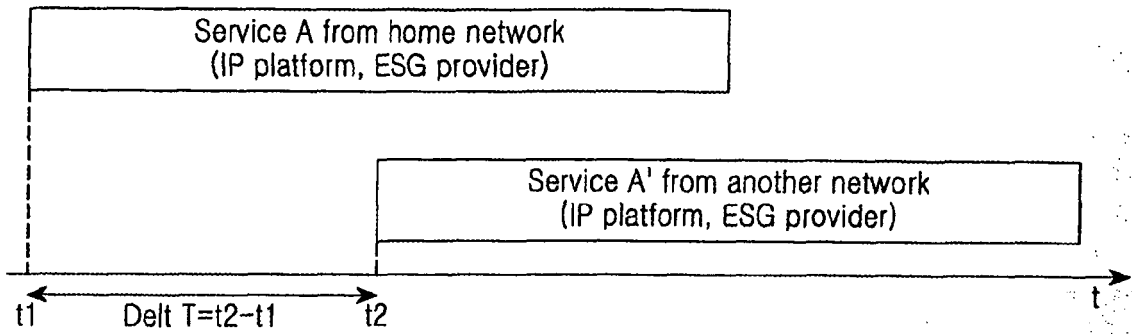 Service A from home network
(IP platform, ESG provider)
Service A' from another network
(IP platform, ESG provider)
t1 Delt T=t2-t1 t2 t